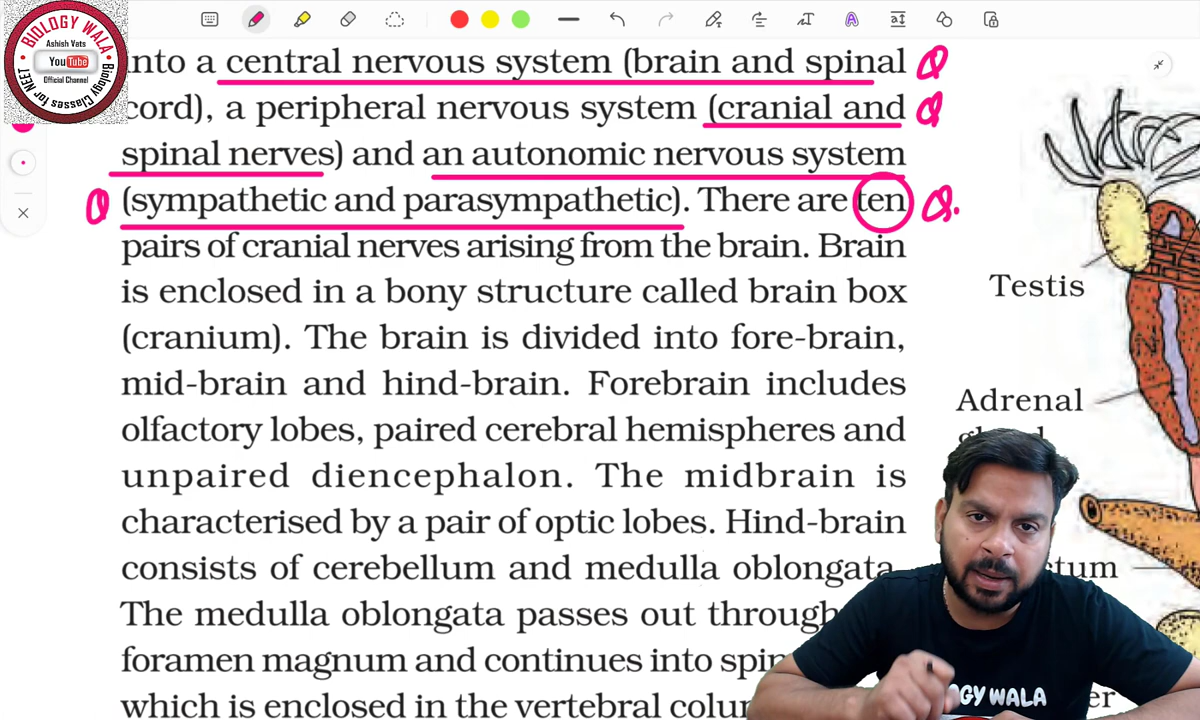 BIOLOGY WALA
Ashish Vats
YouTube
Official Channel
Biology Classes for NEET
into a central nervous system (brain and spinal
cord), a peripheral nervous system (cranial and
spinal nerves) and an autonomic nervous system
(sympathetic and parasympathetic). There are ten
pairs of cranial nerves arising from the brain. Brain
is enclosed in a bony structure called brain box
(cranium). The brain is divided into fore-brain,
mid-brain and hind-brain. Forebrain includes
olfactory lobes, paired cerebral hemispheres and
unpaired diencephalon. The midbrain is
characterised by a pair of optic lobes. Hind-brain
consists of cerebellum and medulla oblongata.
The medulla oblongata passes out through
foramen magnum and continues into
which is enclosed in the vertebral
Q
Q
Q
Q.
Testis
Adrenal
OGY WALA